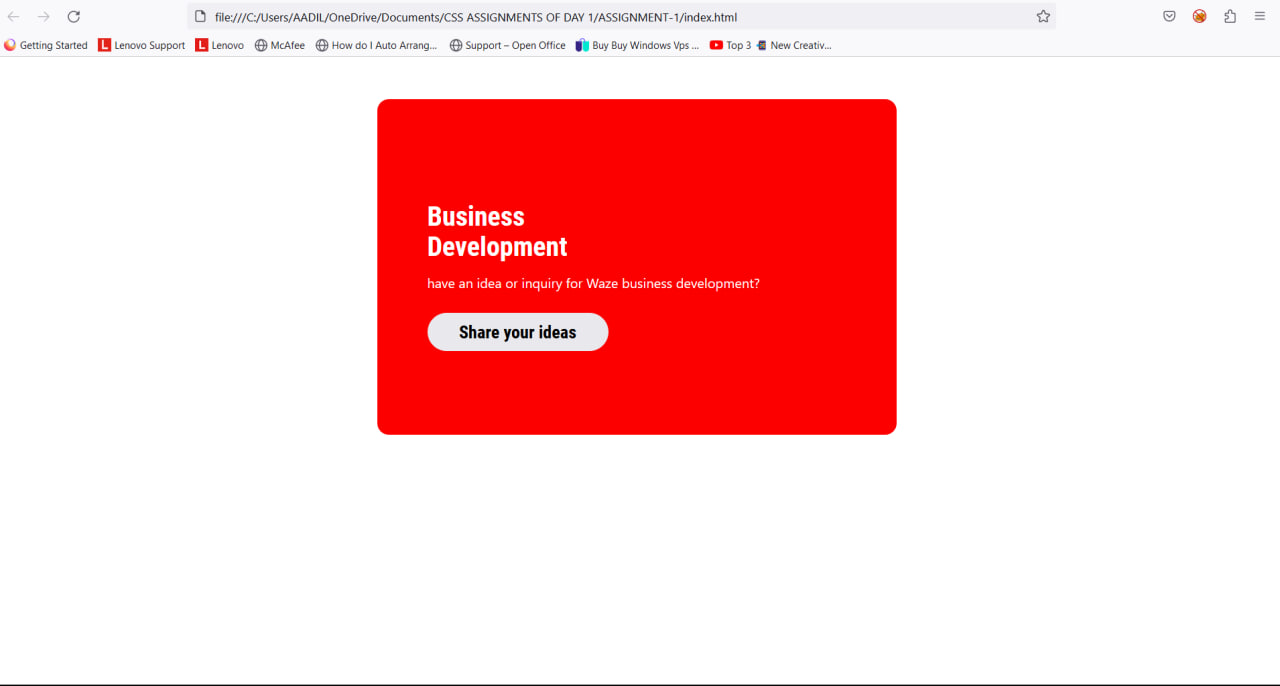 file:///C:/Users/AADIL/OneDrive/Documents/CSS ASSIGNMENTS OF DAY 1/ASSIGNMENT-1/index.html
Getting Started L Lenovo Support L Lenovo McAfee How do I Auto Arrang... Support – Open Office Buy Buy Windows Vps ... Top 3 New Creativ...
Business
Development
have an idea or inquiry for Waze business development?
Share your ideas